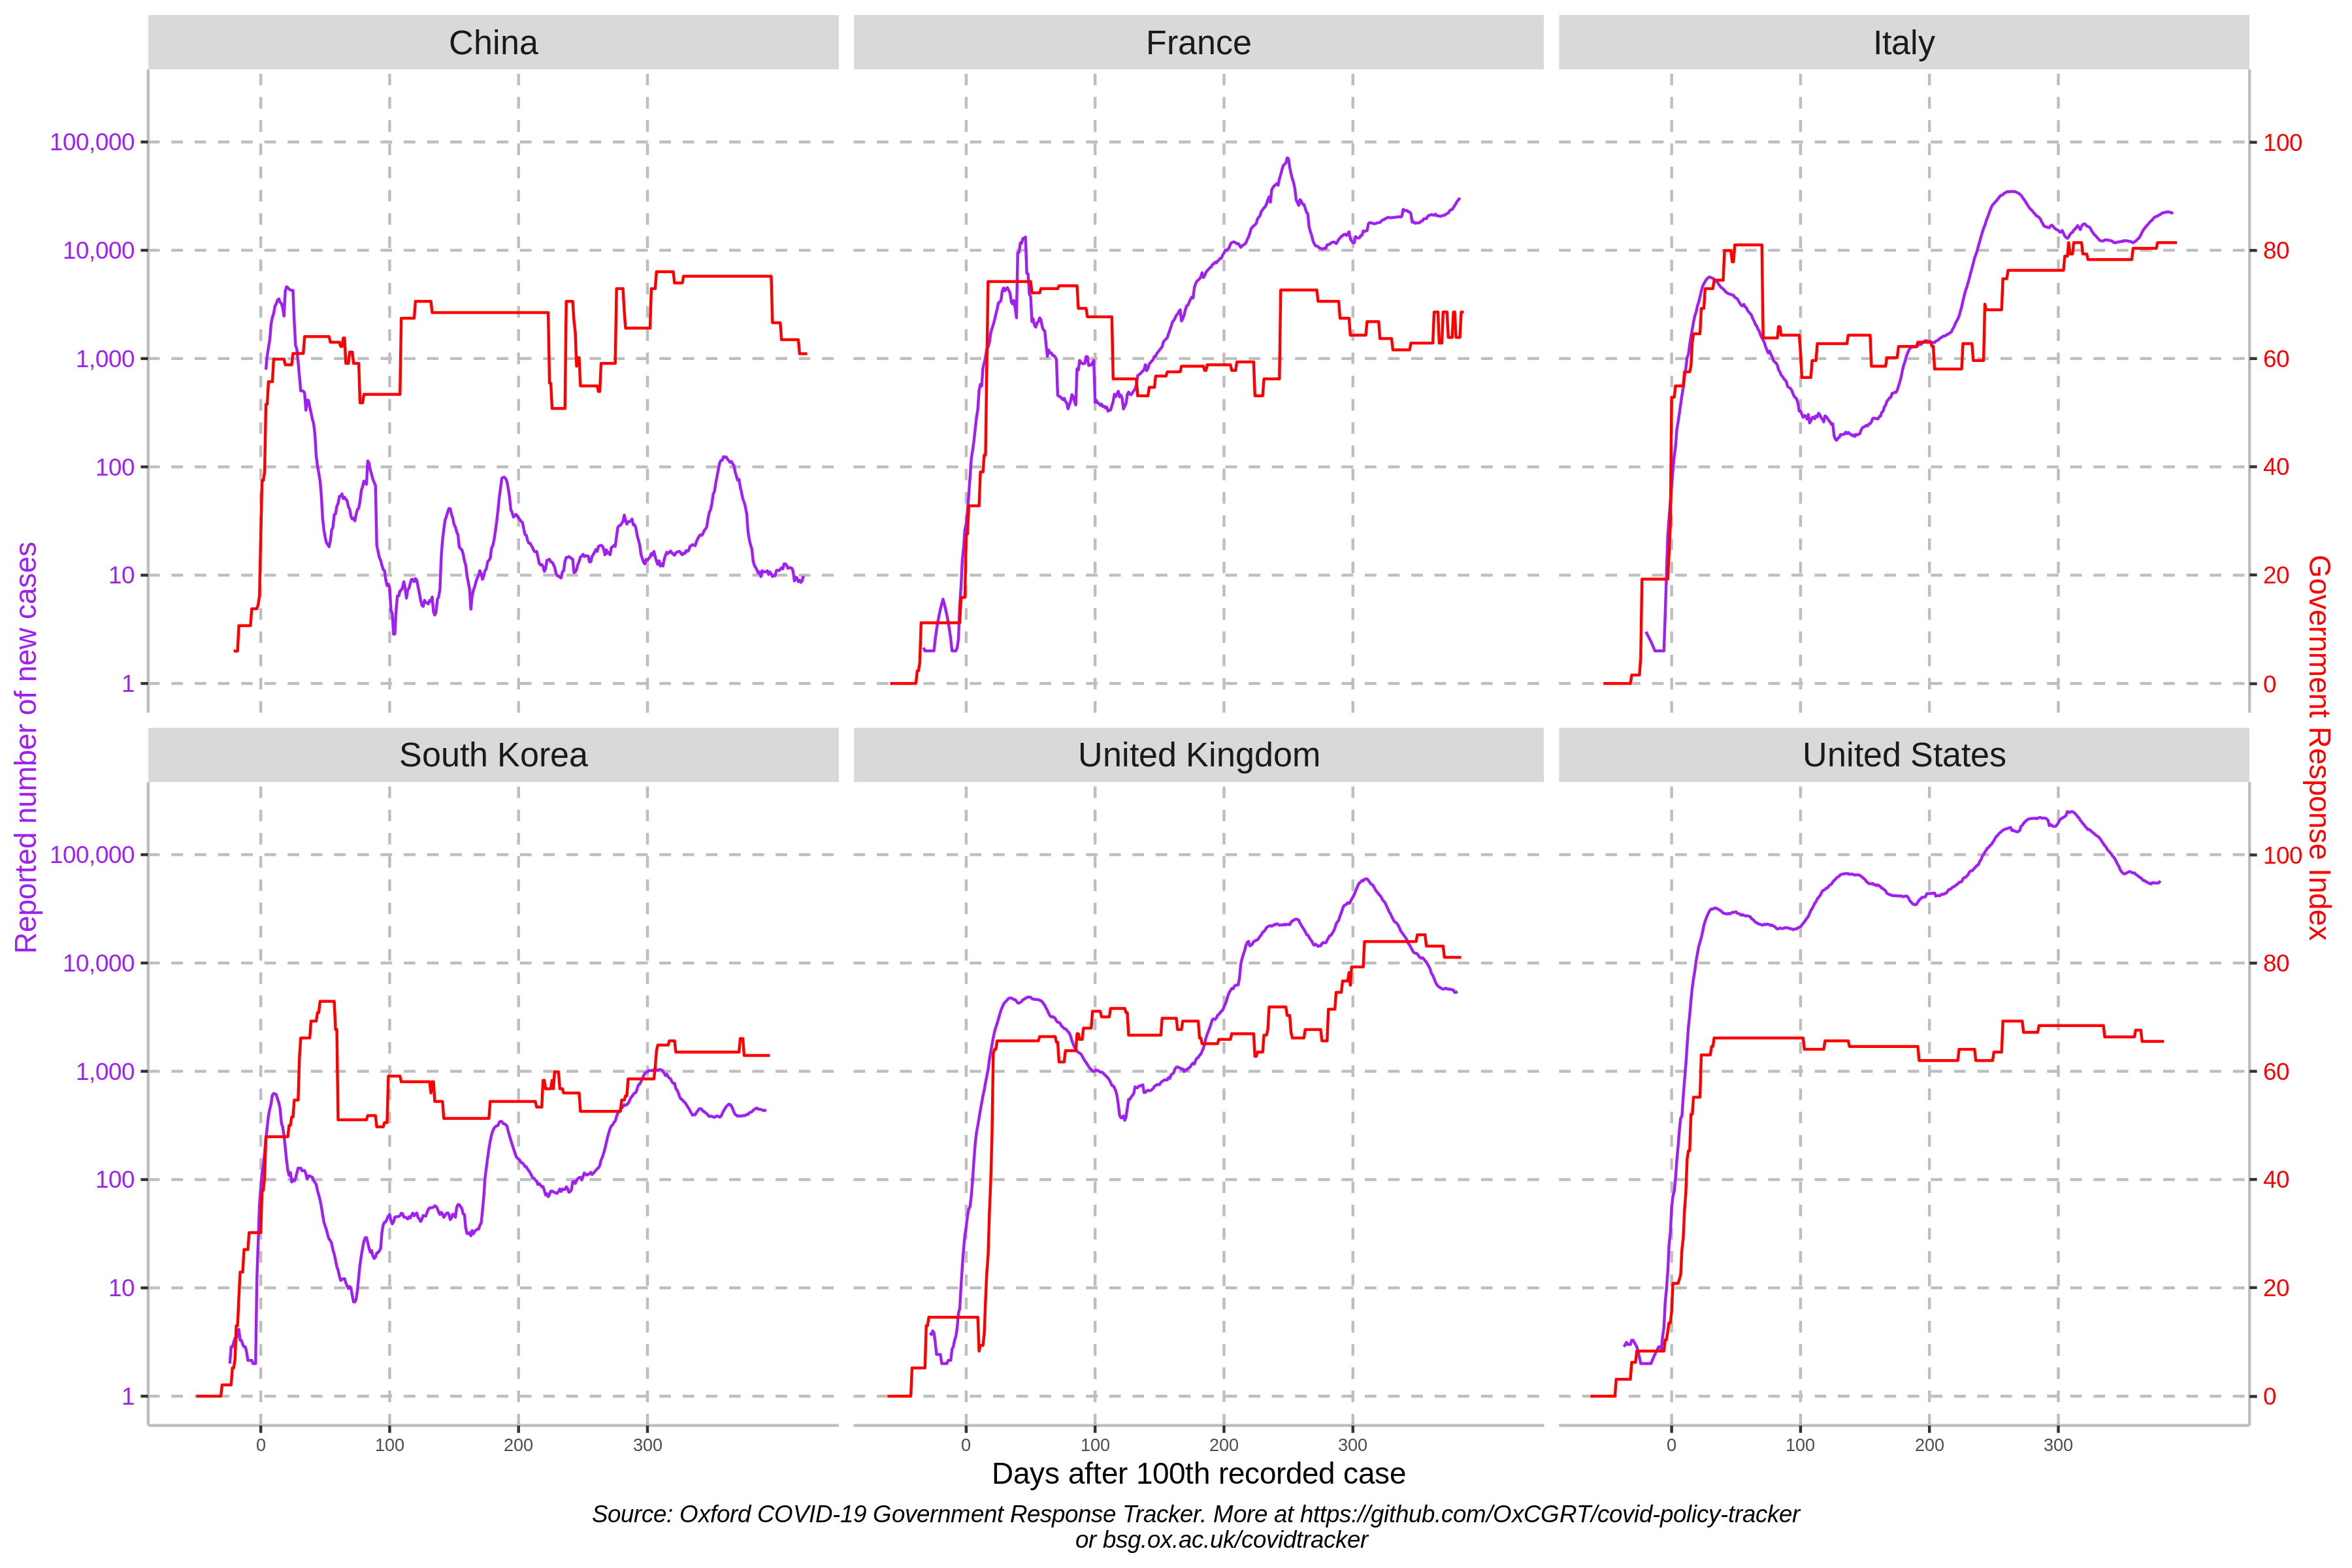 China
France
Italy
100,000
10,000
1,000
100
10
1
100
80
60
40
20
0
Reported number of new cases
Government Response Index
South Korea
United Kingdom
United States
100,000
10,000
1,000
100
10
1
100
80
60
40
20
0
0 100 200 300
0 100 200 300
0 100 200 300
Days after 100th recorded case
Source: Oxford COVID-19 Government Response Tracker. More at https://github.com/OxCGRT/covid-policy-tracker
or bsg.ox.ac.uk/covidtracker